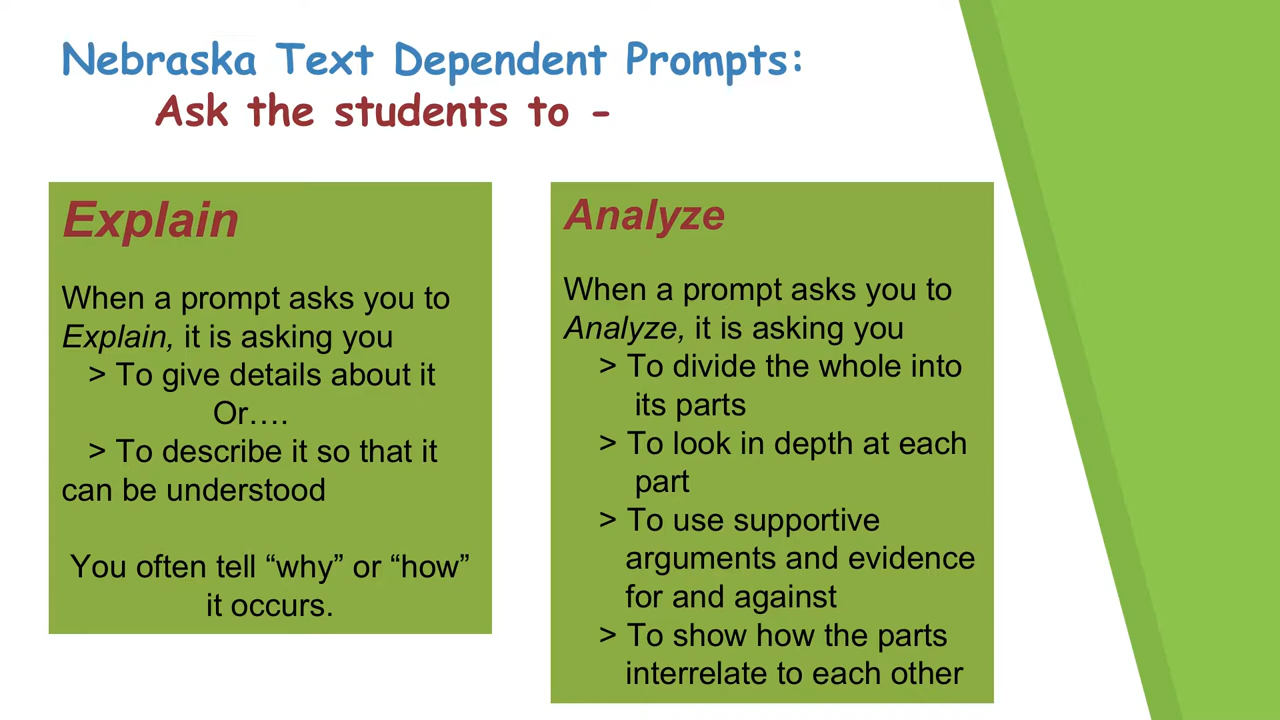 Nebraska Text Dependent Prompts:
Ask the students to -
Explain
When a prompt asks you to
Explain, it is asking you
> To give details about it
Or….
> To describe it so that it
can be understood
You often tell “why” or “how”
it occurs.
Analyze
When a prompt asks you to
Analyze, it is asking you
> To divide the whole into
its parts
> To look in depth at each
part
> To use supportive
arguments and evidence
for and against
> To show how the parts
interrelate to each other